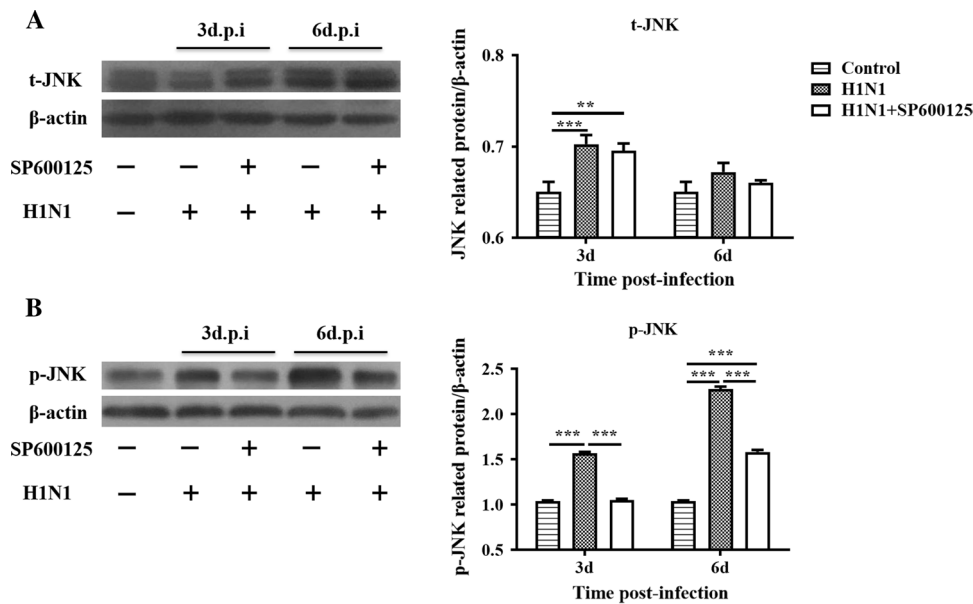 A
3d.p.i 6d.p.i
t-JNK
β-actin
SP600125 − − + − +
H1N1 − + + + +
t-JNK
JNK related protein/β-actin
0.8
0.7
0.6
** 
***
3d 6d
Time post-infection
Control
H1N1
H1N1+SP600125
B
3d.p.i 6d.p.i
p-JNK
β-actin
SP600125 − − + − +
H1N1 − + + + +
p-JNK
p-JNK related protein/β-actin
2.5
2.0
1.5
1.0
0.5
*** ***
***
*** ***
3d 6d
Time post-infection